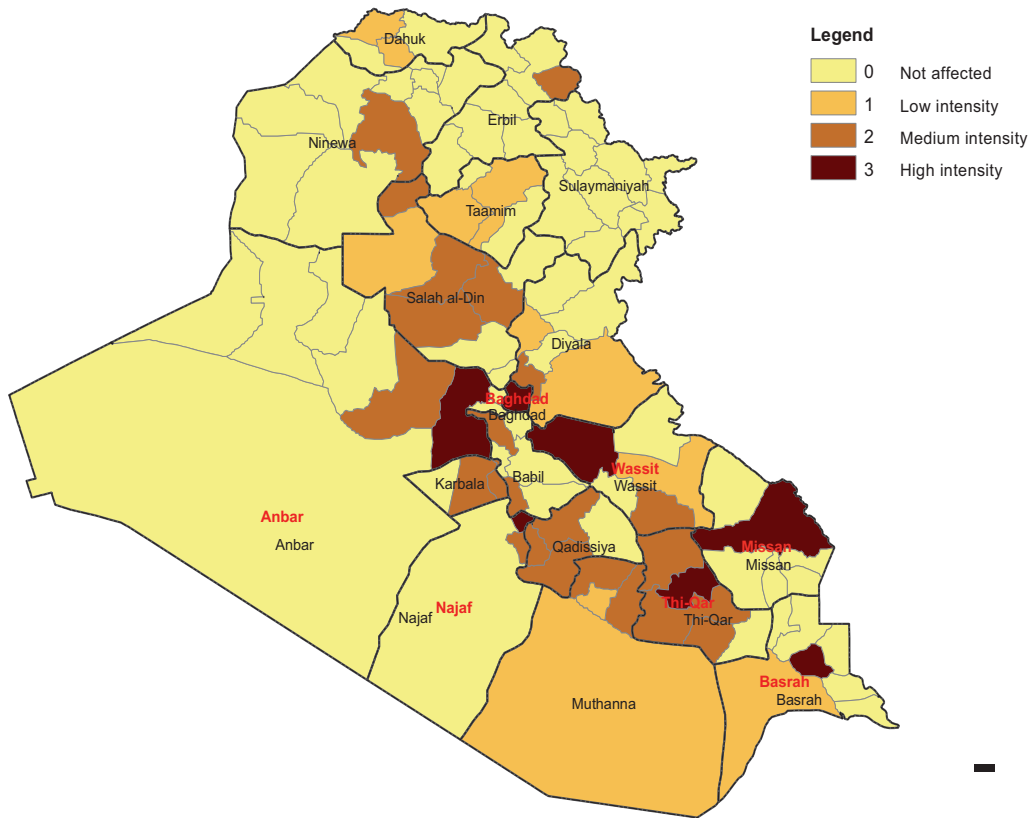 Legend
0 Not affected
1 Low intensity
2 Medium intensity
3 High intensity
Dahuk
Erbil
Ninewa
Sulaymaniyah
Taamim
Salah al-Din
Diyala
Baghdad
Baghdad
Wassit
Wassit
Babil
Karbala
Anbar
Anbar
Qadissiya
Missan
Missan
Thi-Qar
Thi-Qar
Najaf
Najaf
Basrah
Basrah
Muthanna